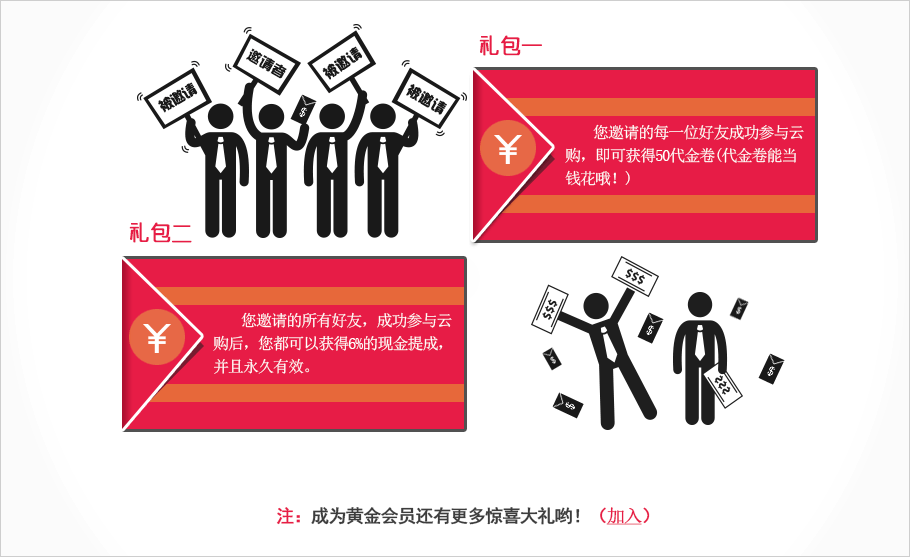 礼包一
邀请者
被邀请
被邀请
被邀请
$
¥
您邀请的每一位好友成功参与云
购，即可获得50代金卷(代金卷能当
钱花哦！)
礼包二
¥
您邀请的所有好友，成功参与云
购后，您都可以获得6%的现金提成，
并且永久有效。
$$$
$$$
$
$
$
$
$
$$$
注：成为黄金会员还有更多惊喜大礼哟！（加入）